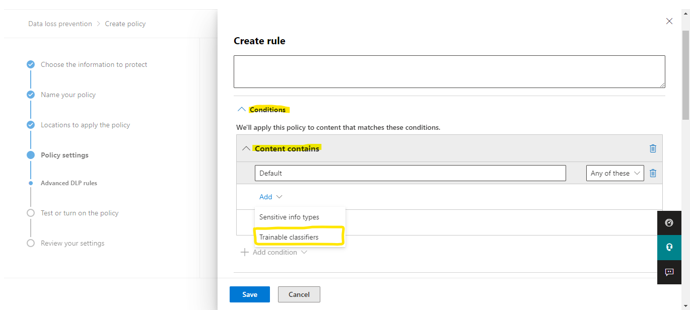 Data loss prevention > Create policy
Choose the information to protect
Name your policy
Locations to apply the policy
Policy settings
Advanced DLP rules
Test or turn on the policy
Review your settings
Create rule
Conditions
We'll apply this policy to content that matches these conditions.
Content contains
Default
Any of these
Add
Sensitive info types
Trainable classifiers
Add condition
Save
Cancel